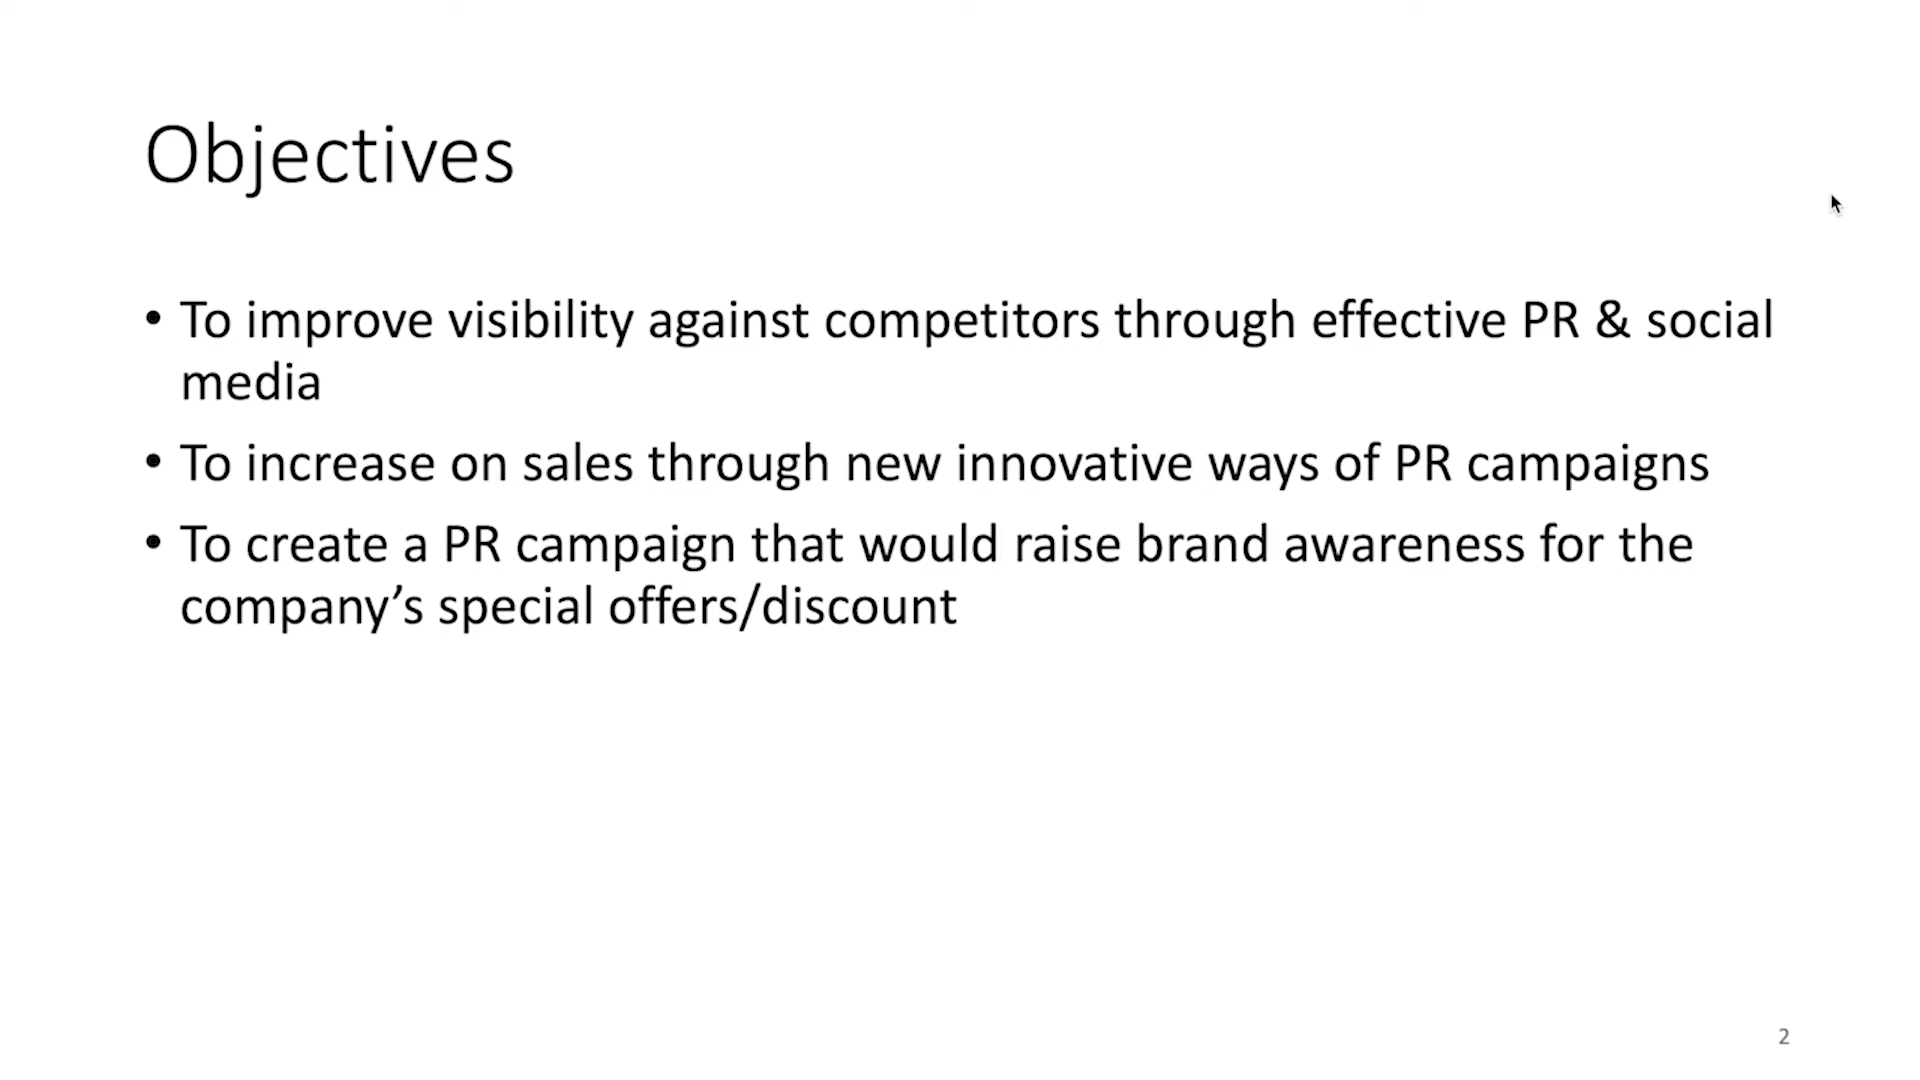 Objectives
• To improve visibility against competitors through effective PR & social
media
• To increase on sales through new innovative ways of PR campaigns
• To create a PR campaign that would raise brand awareness for the
company’s special offers/discount
2